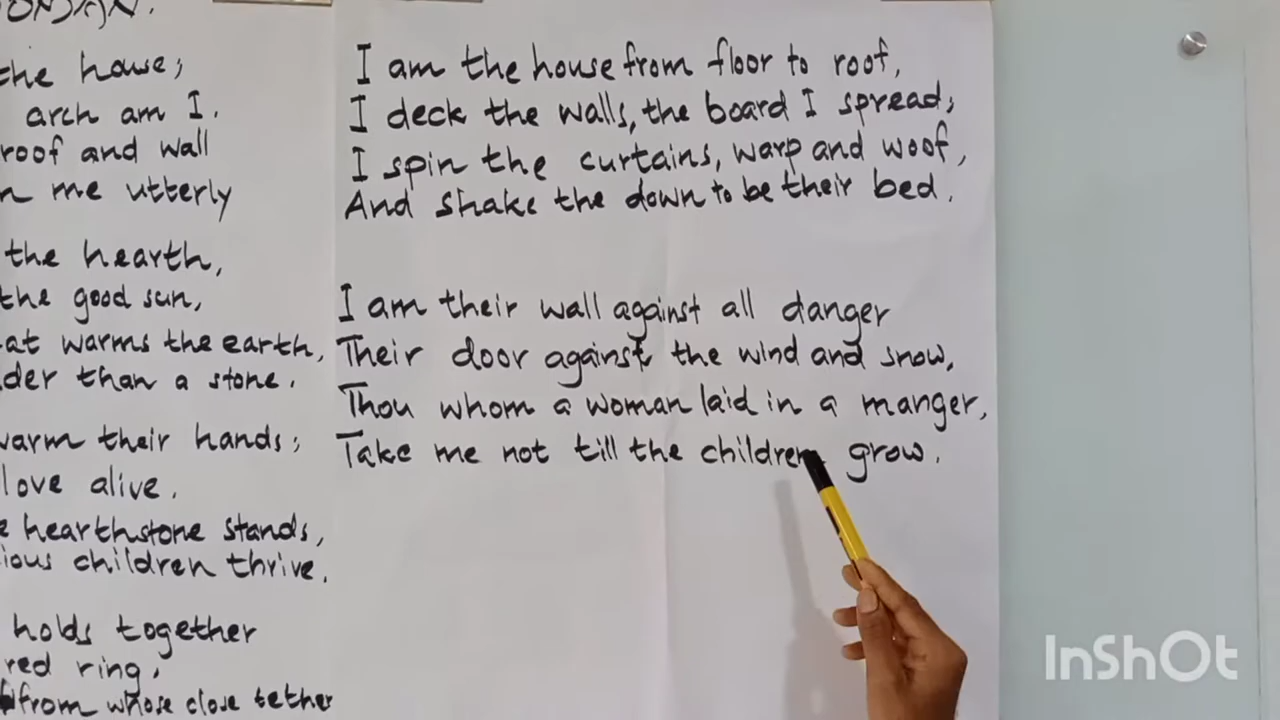 OMAN.
the house;
arch am I.
roof and wall
me utterly
the hearth,
the good sun,
at warms the earth,
der than a stone.
warm their hands;
love alive.
hearthstone stands,
ious children thrive.
holds together
red ring,
from whose close tether
I am the house from floor to roof,
I deck the walls, the board I spread;
I spin the curtains, warp and woof,
And shake the down to be their bed.
I am their wall against all danger
Their door against the wind and snow,
Thou whom a woman laid in a manger,
Take me not till the children grow.
InShOt